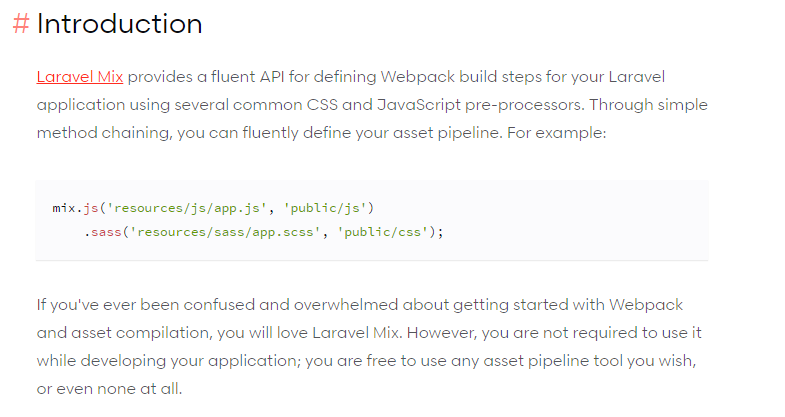 # Introduction
Laravel Mix provides a fluent API for defining Webpack build steps for your Laravel
application using several common CSS and JavaScript pre-processors. Through simple
method chaining, you can fluently define your asset pipeline. For example:
mix.js('resources/js/app.js', 'public/js')
    .sass('resources/sass/app.scss', 'public/css');
If you've ever been confused and overwhelmed about getting started with Webpack
and asset compilation, you will love Laravel Mix. However, you are not required to use it
while developing your application; you are free to use any asset pipeline tool you wish,
or even none at all.